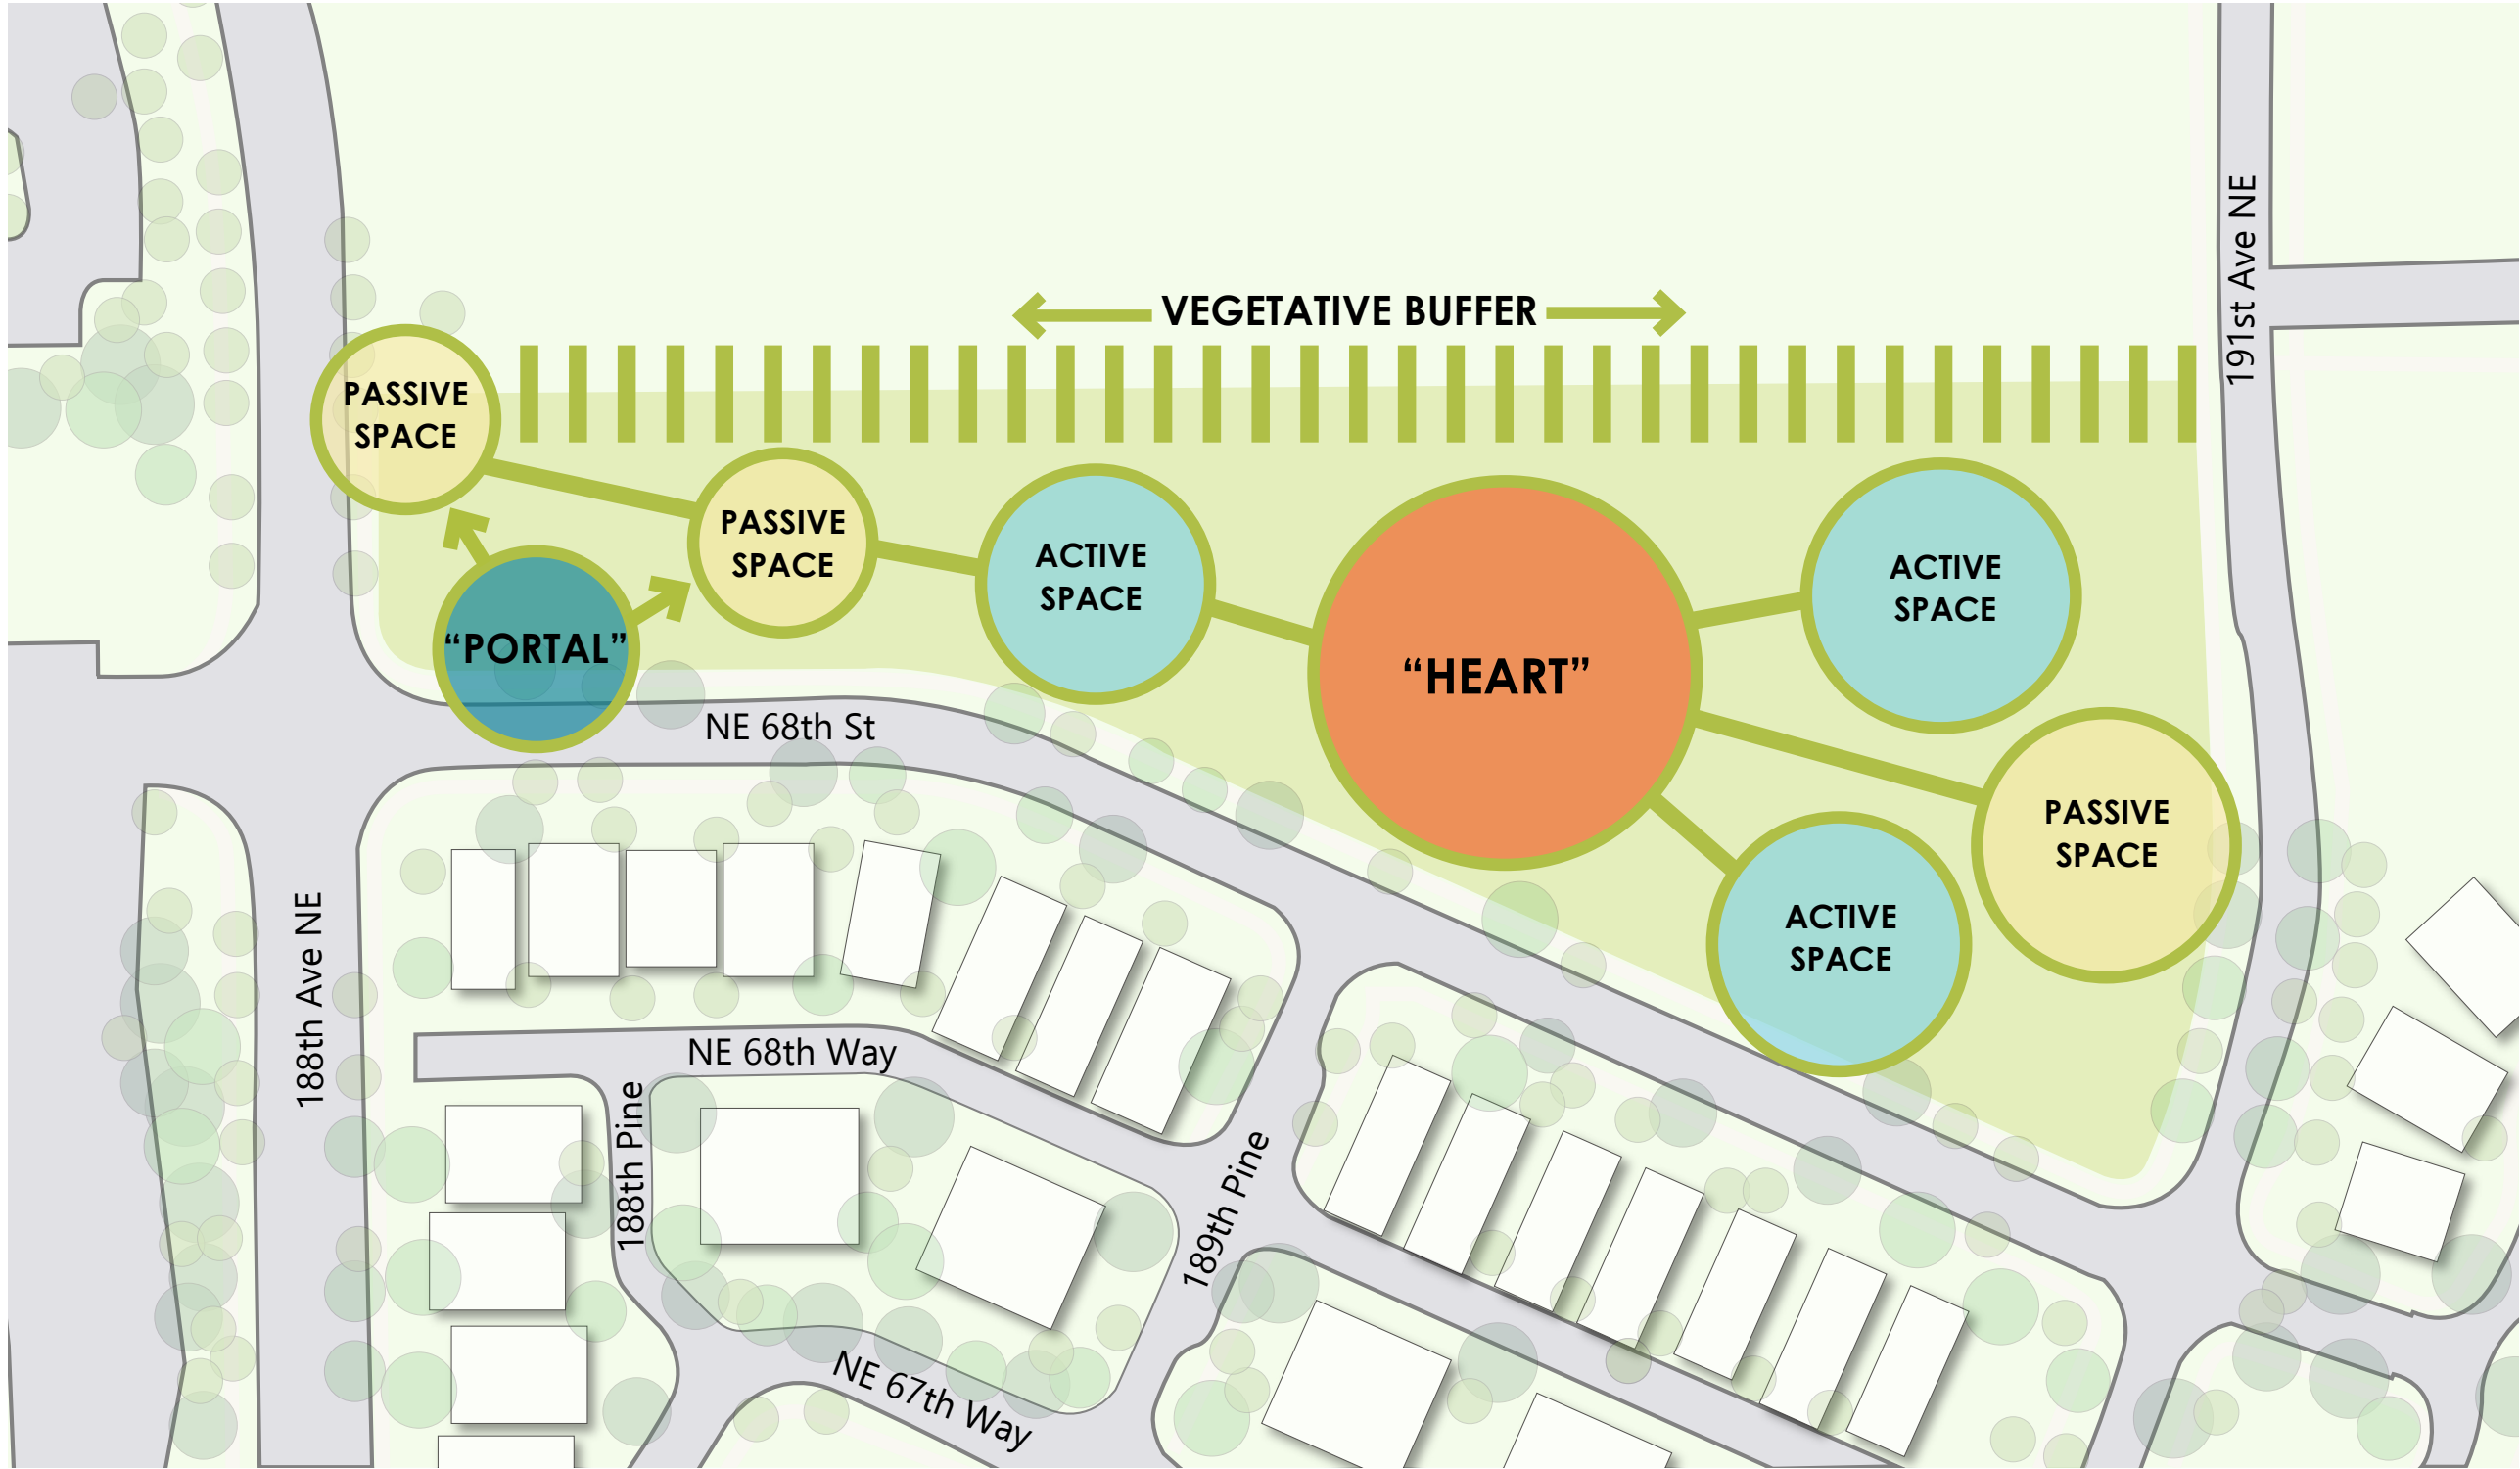 191st Ave NE
VEGETATIVE BUFFER
PASSIVE
SPACE
PASSIVE
SPACE
ACTIVE
SPACE
ACTIVE
SPACE
“PORTAL”
“HEART”
NE 68th St
PASSIVE
SPACE
ACTIVE
SPACE
188th Ave NE
NE 68th Way
188th Pine
189th Pine
NE 67th Way